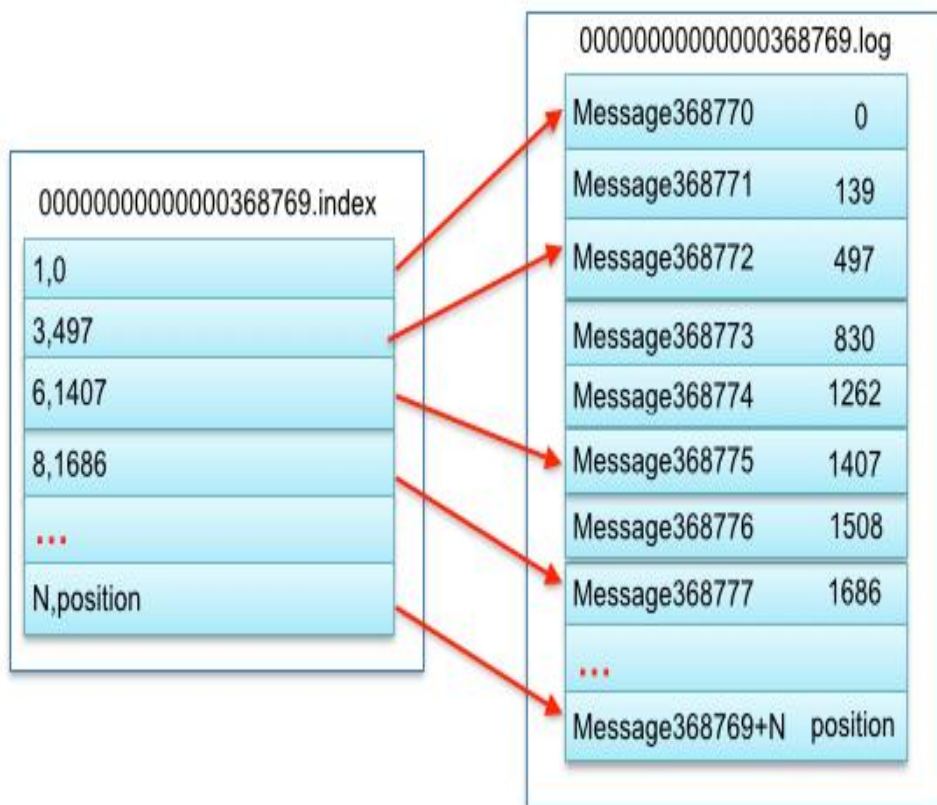 00000000000000368769.index
1,0
3,497
6,1407
8,1686
...
N,position
00000000000000368769.log
Message368770 0
Message368771 139
Message368772 497
Message368773 830
Message368774 1262
Message368775 1407
Message368776 1508
Message368777 1686
...
Message368769+N position